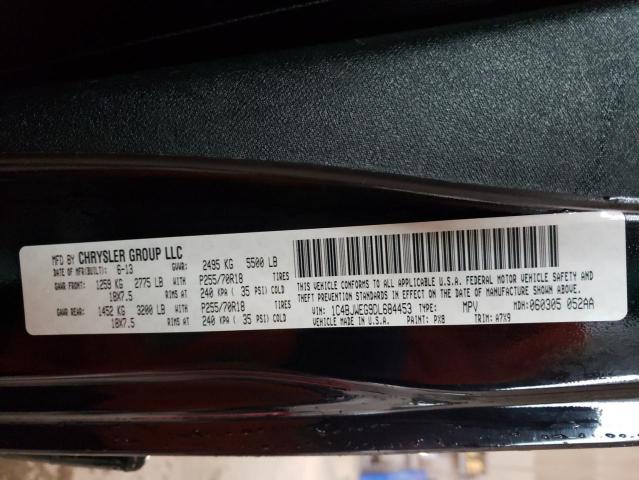 MFD BY CHRYSLER GROUP LLC
DATE OF MFR(BUILT): 6-13 GVWR: 2495 KG 5500 LB
GAWR FRONT: 1259 KG 2775 LB P255/70R18 TIRES
18X7.5 RIMS AT 240 KPA ( 35 PSI) COLD
GAWR REAR: 1452 KG 3200 LB P255/70R18 TIRES
18X7.5 RIMS AT 240 KPA ( 35 PSI) COLD
THIS VEHICLE CONFORMS TO ALL APPLICABLE U.S.A. FEDERAL MOTOR VEHICLE SAFETY AND
THEFT PREVENTION STANDARDS IN EFFECT ON THE DATE OF MANUFACTURE SHOWN ABOVE.
VIN: 1C4BJWEG9DL684453 TYPE: MPV MDH: 060305 052AA
VEHICLE MADE IN U.S.A. PAINT: PX8 TRIM: A7X9